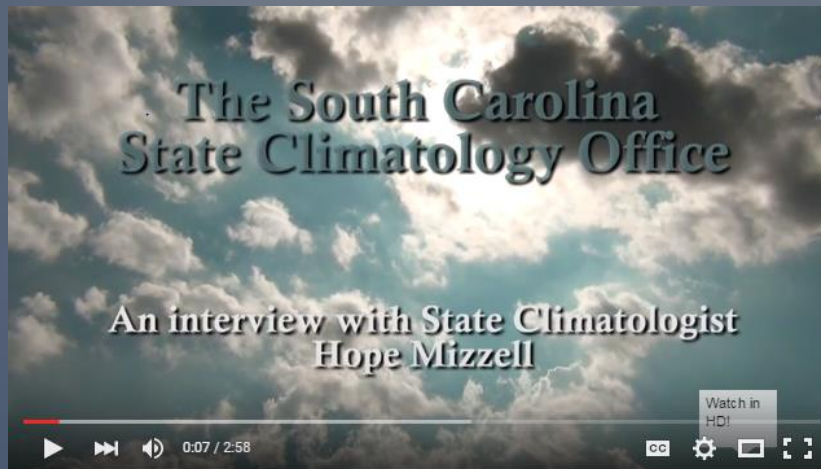 The South Carolina
State Climatology Office
An interview with State Climatologist
Hope Mizzell
Watch in
HD!
0:07 / 2:58
CC